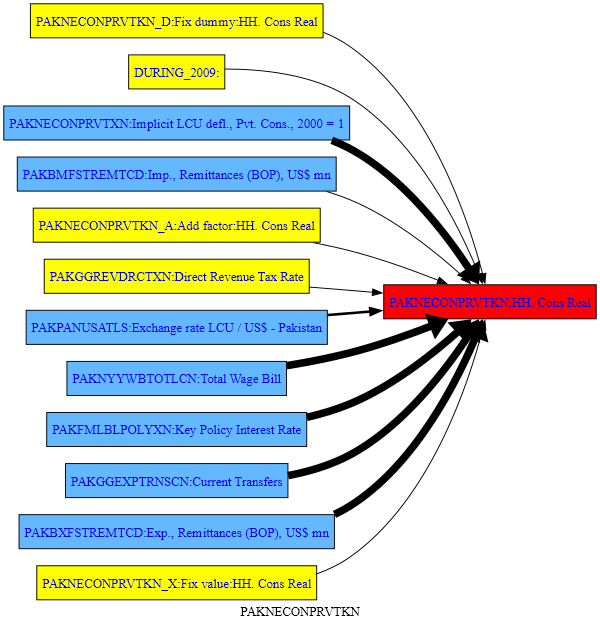 PAKNECONPRVTKN_D:Fix dummy:HH. Cons Real
DURING_2009:
PAKNECONPRVTXN:Implicit LCU defl., Pvt. Cons., 2000 = 1
PAKBMFSTREMTCD:Imp., Remittances (BOP), US$ mn
PAKNECONPRVTKN_A:Add factor:HH. Cons Real
PAKGGREVDRCTXN:Direct Revenue Tax Rate
PAKNECONPRVTKN:HH. Cons Real
PAKPANUSATLS:Exchange rate LCU / US$ - Pakistan
PAKNYYWBTOTLCN:Total Wage Bill
PAKFMLBLPOLYXN:Key Policy Interest Rate
PAKGGEXPTRNSCN:Current Transfers
PAKBXFSTREMTCD:Exp., Remittances (BOP), US$ mn
PAKNECONPRVTKN_X:Fix value:HH. Cons Real
PAKNECONPRVTKN